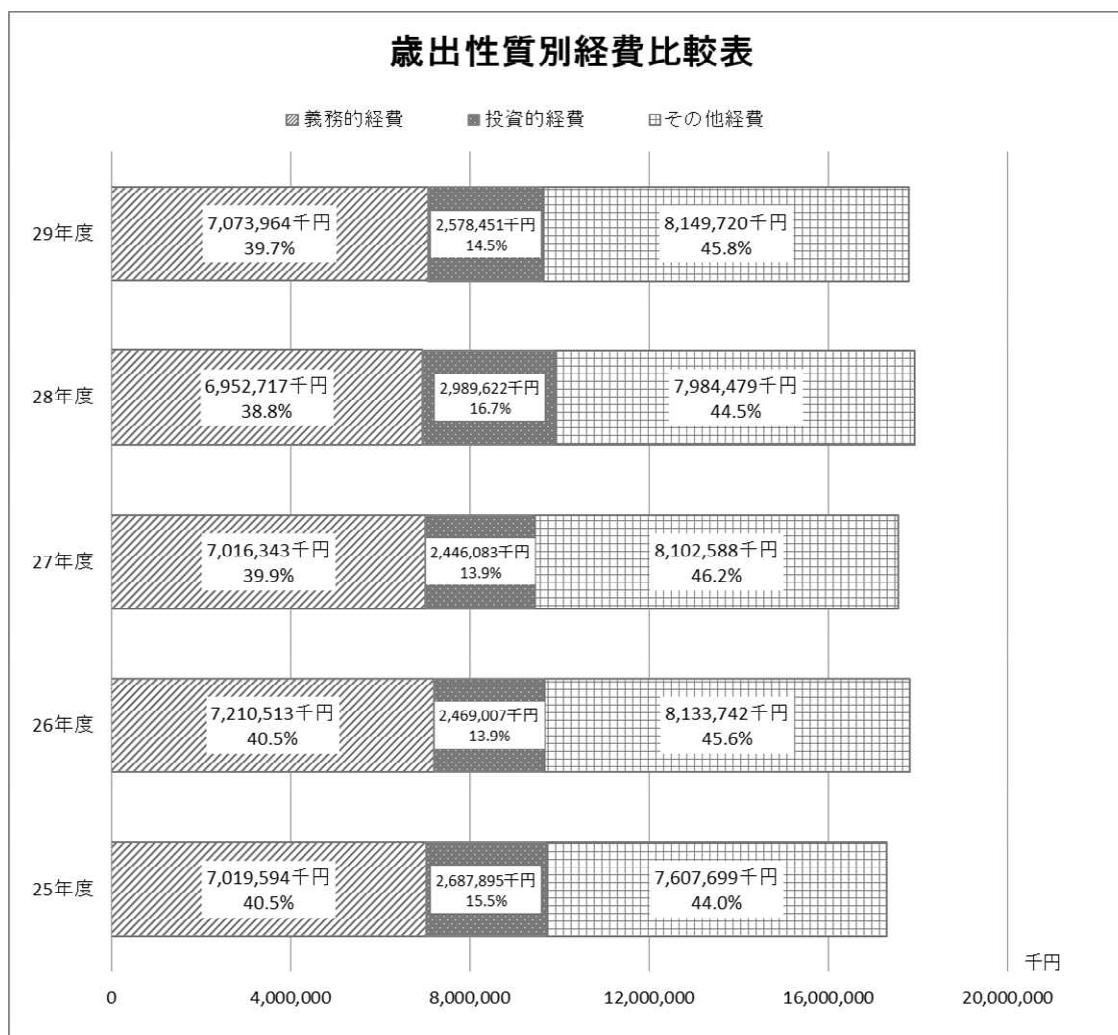 歳出性質別経費比較表
義務的経費 投資的経費 その他経費
29年度
7,073,964千円
39.7%
2,578,451千円
14.5%
8,149,720千円
45.8%
28年度
6,952,717千円
38.8%
2,989,622千円
16.7%
7,984,479千円
44.5%
27年度
7,016,343千円
39.9%
2,446,083千円
13.9%
8,102,588千円
46.2%
26年度
7,210,513千円
40.5%
2,469,007千円
13.9%
8,133,742千円
45.6%
25年度
7,019,594千円
40.5%
2,687,895千円
15.5%
7,607,699千円
44.0%
千円
0 4,000,000 8,000,000 12,000,000 16,000,000 20,000,000